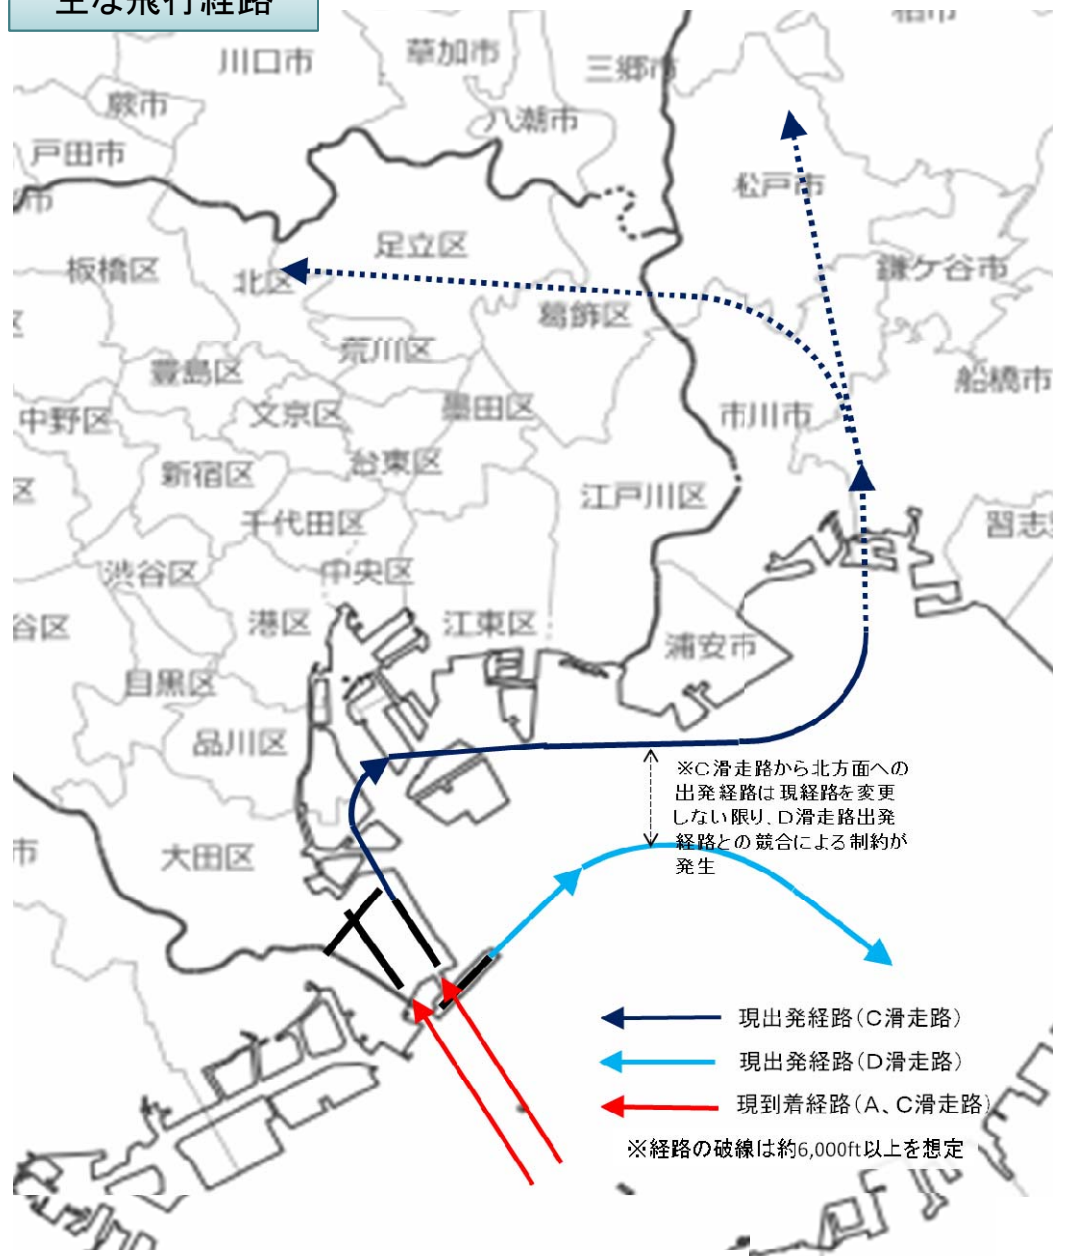 主な飛行経路
柏市
川口市
草加市
三郷市
蕨市
八潮市
戸田市
松戸市
足立区
板橋区
北区
鎌ケ谷市
葛飾区
荒川区
豊島区
船橋市
中野区
文京区
墨田区
市川市
台東区
新宿区
区
江戸川区
千代田区
渋谷区
中央区
谷区
港区
江東区
浦安市
目黒区
品川区
※C滑走路から北方面への
出発経路は現経路を変更
しない限り、D滑走路出発
経路との競合による制約が
発生
市
大田区
現出発経路(C滑走路)
現出発経路(D滑走路)
現到着経路(A、C滑走路)
※経路の破線は約6,000ft以上を想定